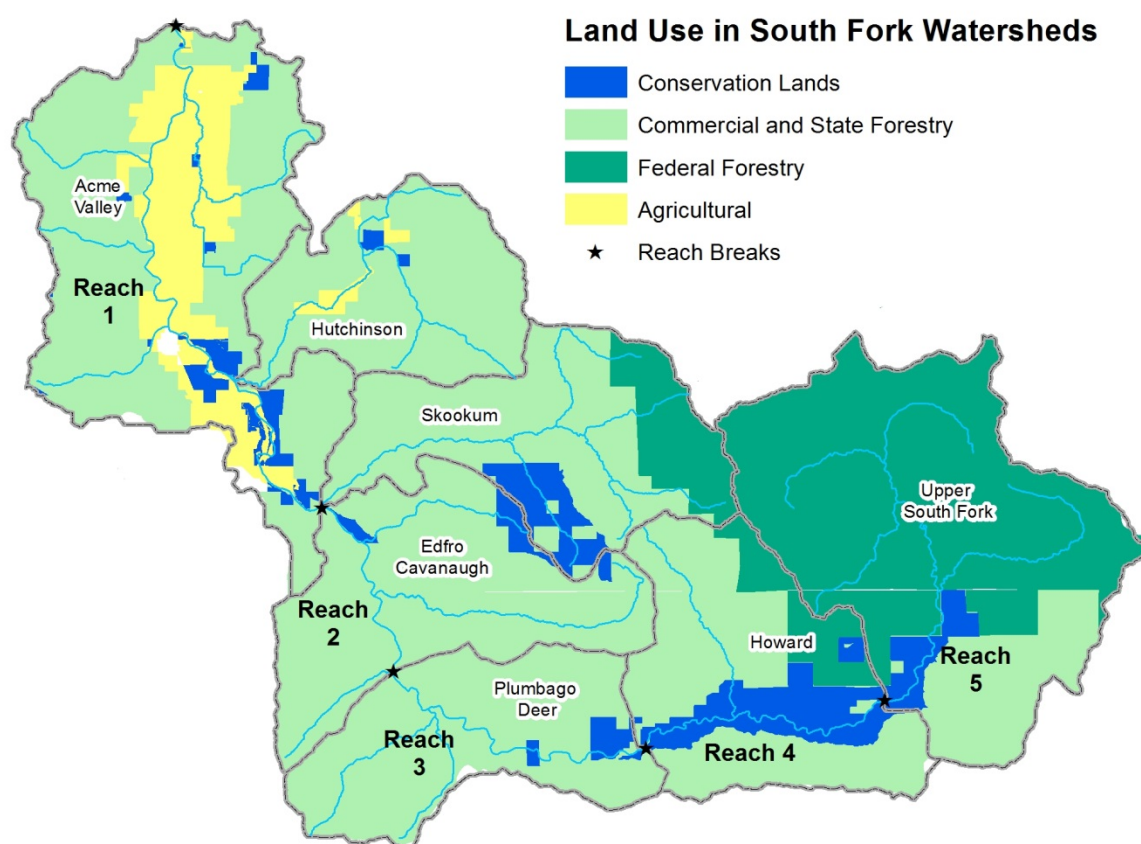 Land Use in South Fork Watersheds
Conservation Lands
Commercial and State Forestry
Federal Forestry
Agricultural
Reach Breaks
Acme
Valley
Reach
1
Hutchinson
Skookum
Upper
South Fork
Edfro
Cavanaugh
Reach
2
Howard
Reach
5
Plumbago
Deer
Reach
3
Reach 4